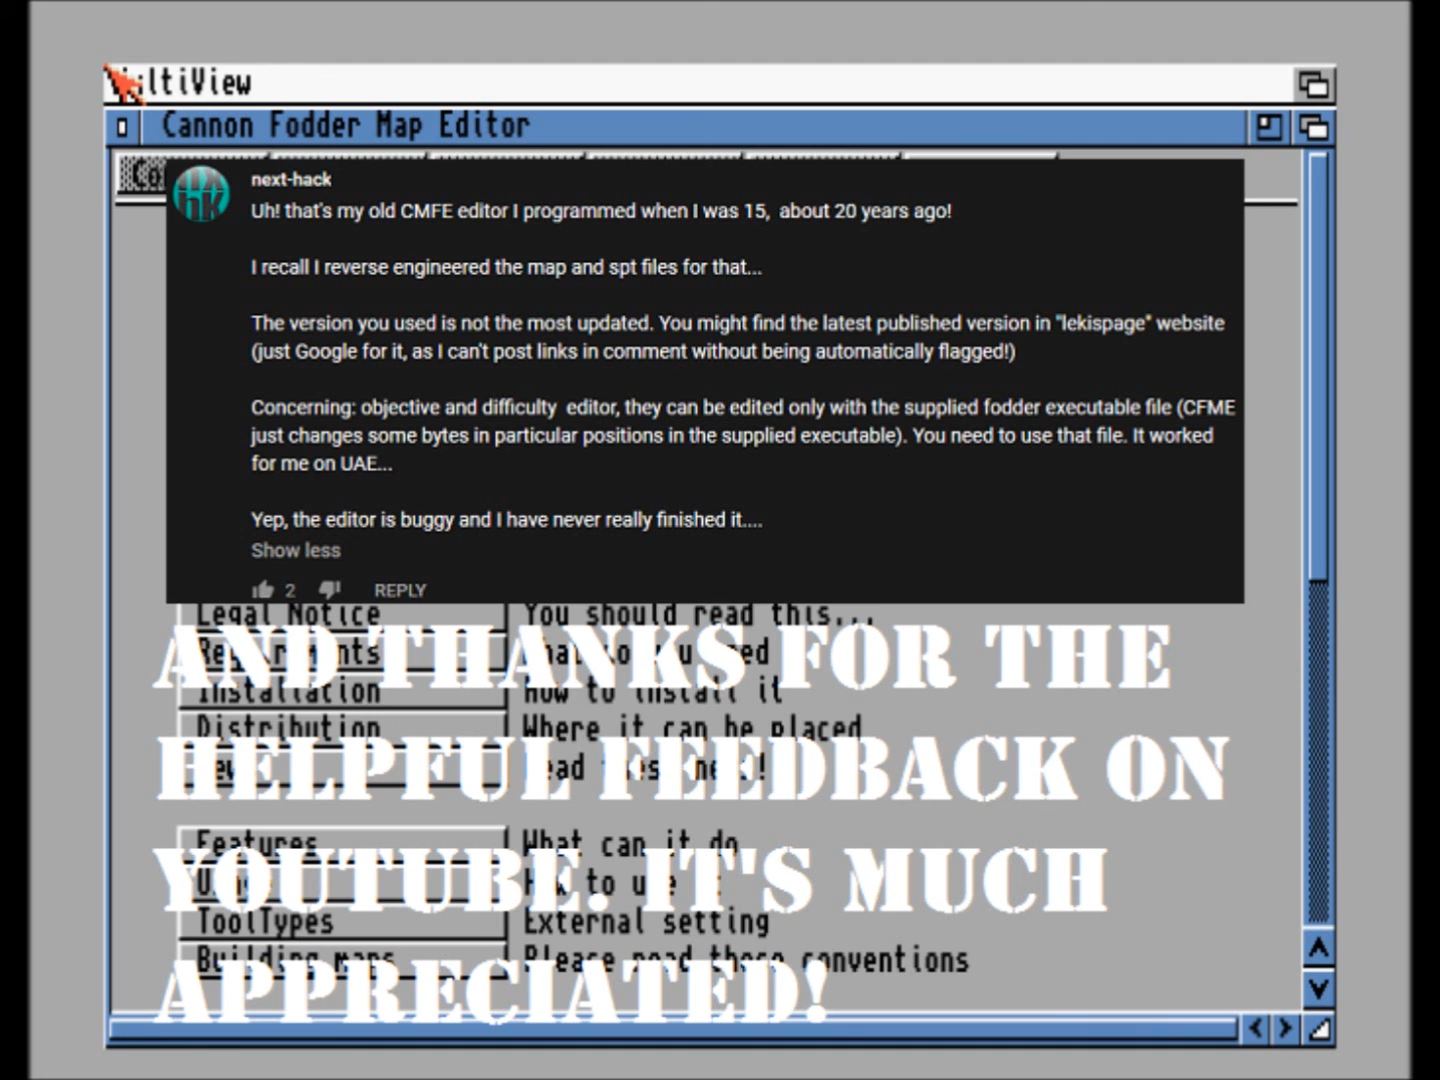 ltiView
Cannon Fodder Map Editor
next-hack
Uh! that's my old CMFE editor I programmed when I was 15,  about 20 years ago!
I recall I reverse engineered the map and spt files for that...
The version you used is not the most updated. You might find the latest published version in "lekispage" website
(just Google for it, as I can't post links in comment without being automatically flagged!)
Concerning: objective and difficulty  editor, they can be edited only with the supplied fodder executable file (CFME
just changes some bytes in particular positions in the supplied executable). You need to use that file. It worked
for me on UAE...
Yep, the editor is buggy and I have never really finished it....
Show less
2 REPLY
Legal Notice You should read this...
AND THANKS FOR THE
Installation How to install it
Distribution Where it can be placed
HELPFUL FEEDBACK ON
Features What can it do
YOUTUBE. IT'S MUCH
ToolTypes External setting
Building maps Please read these conventions
APPRECIATED!